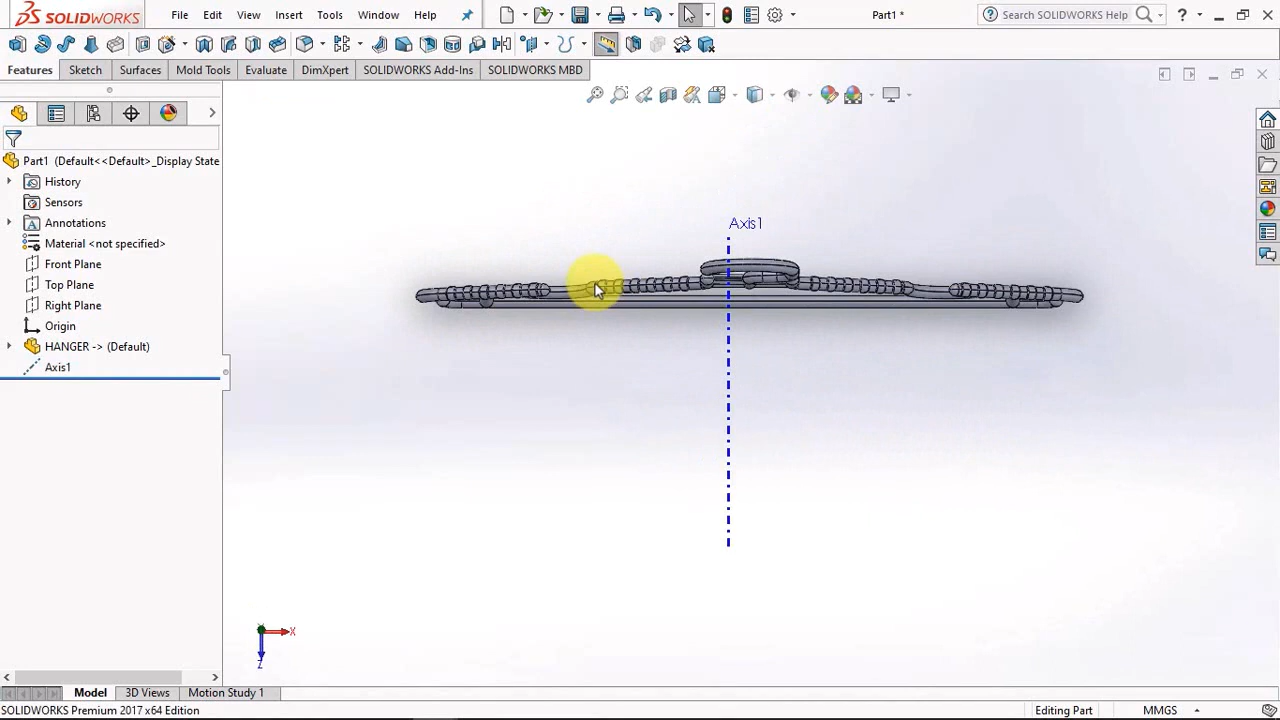 SOLIDWORKS File Edit View Insert Tools Window Help Part1 * Search SOLIDWORKS Help ?
Features Sketch Surfaces Mold Tools Evaluate DimXpert SOLIDWORKS Add-Ins SOLIDWORKS MBD
Part1 (Default<<Default>_Display State
History
Sensors
Annotations
Material <not specified>
Front Plane
Top Plane
Right Plane
Origin
HANGER -> (Default)
Axis1
Axis1
X
Z
Model 3D Views Motion Study 1
SOLIDWORKS Premium 2017 x64 Edition Editing Part MMGS